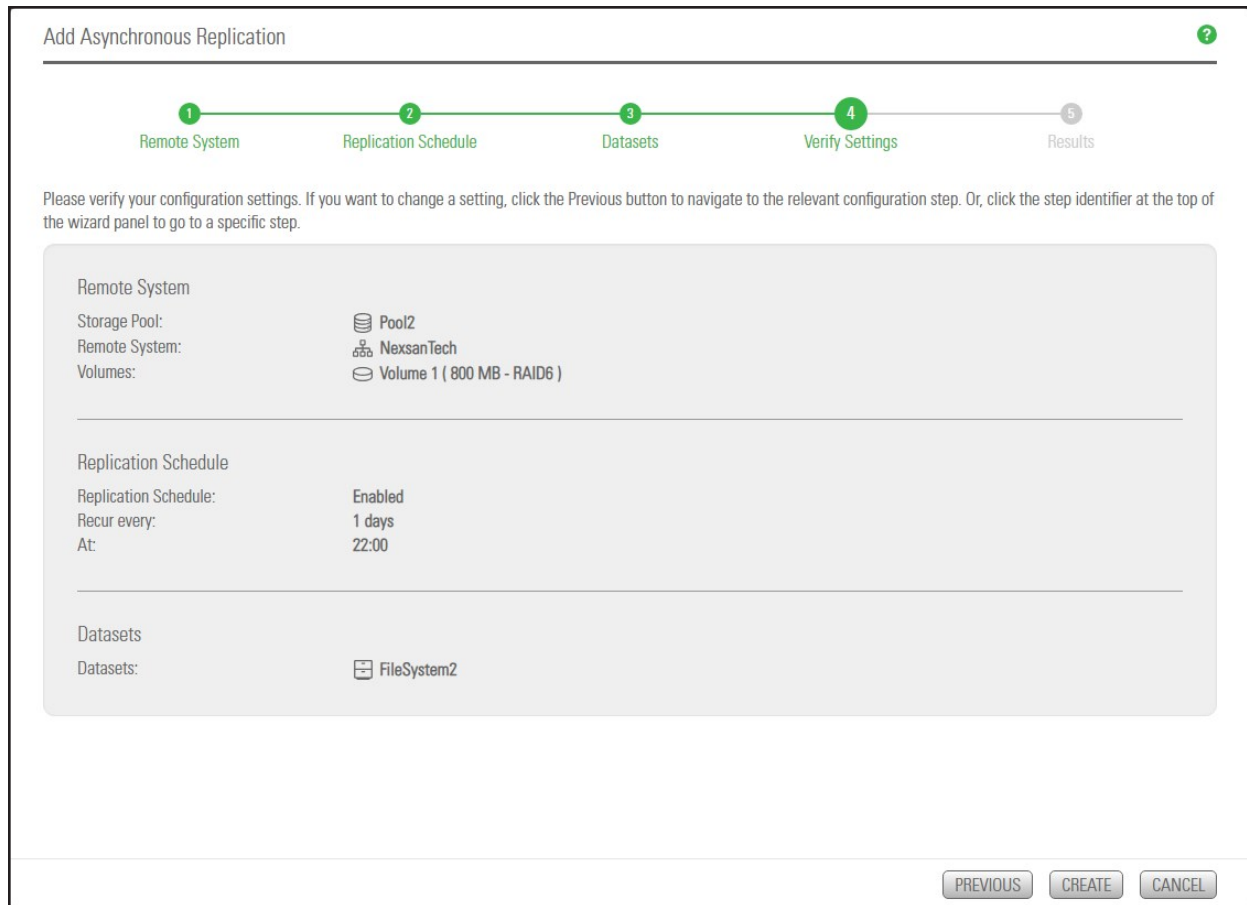 Add Asynchronous Replication
?
1 2 3 4 5
Remote System Replication Schedule Datasets Verify Settings Results
Please verify your configuration settings. If you want to change a setting, click the Previous button to navigate to the relevant configuration step. Or, click the step identifier at the top of
the wizard panel to go to a specific step.
Remote System
Storage Pool: Pool2
Remote System: NexsanTech
Volumes: Volume 1 ( 800 MB - RAID6 )
Replication Schedule
Replication Schedule: Enabled
Recur every: 1 days
At: 22:00
Datasets
Datasets: FileSystem2
PREVIOUS CREATE CANCEL